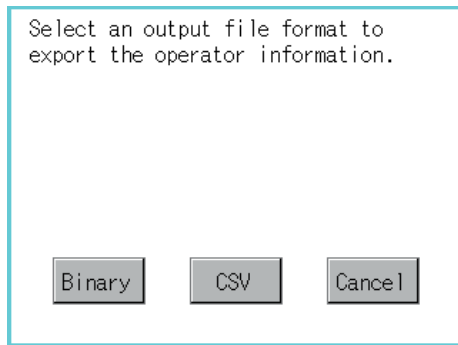 Select an output file format to
export the operator information.
Binary CSV Cancel